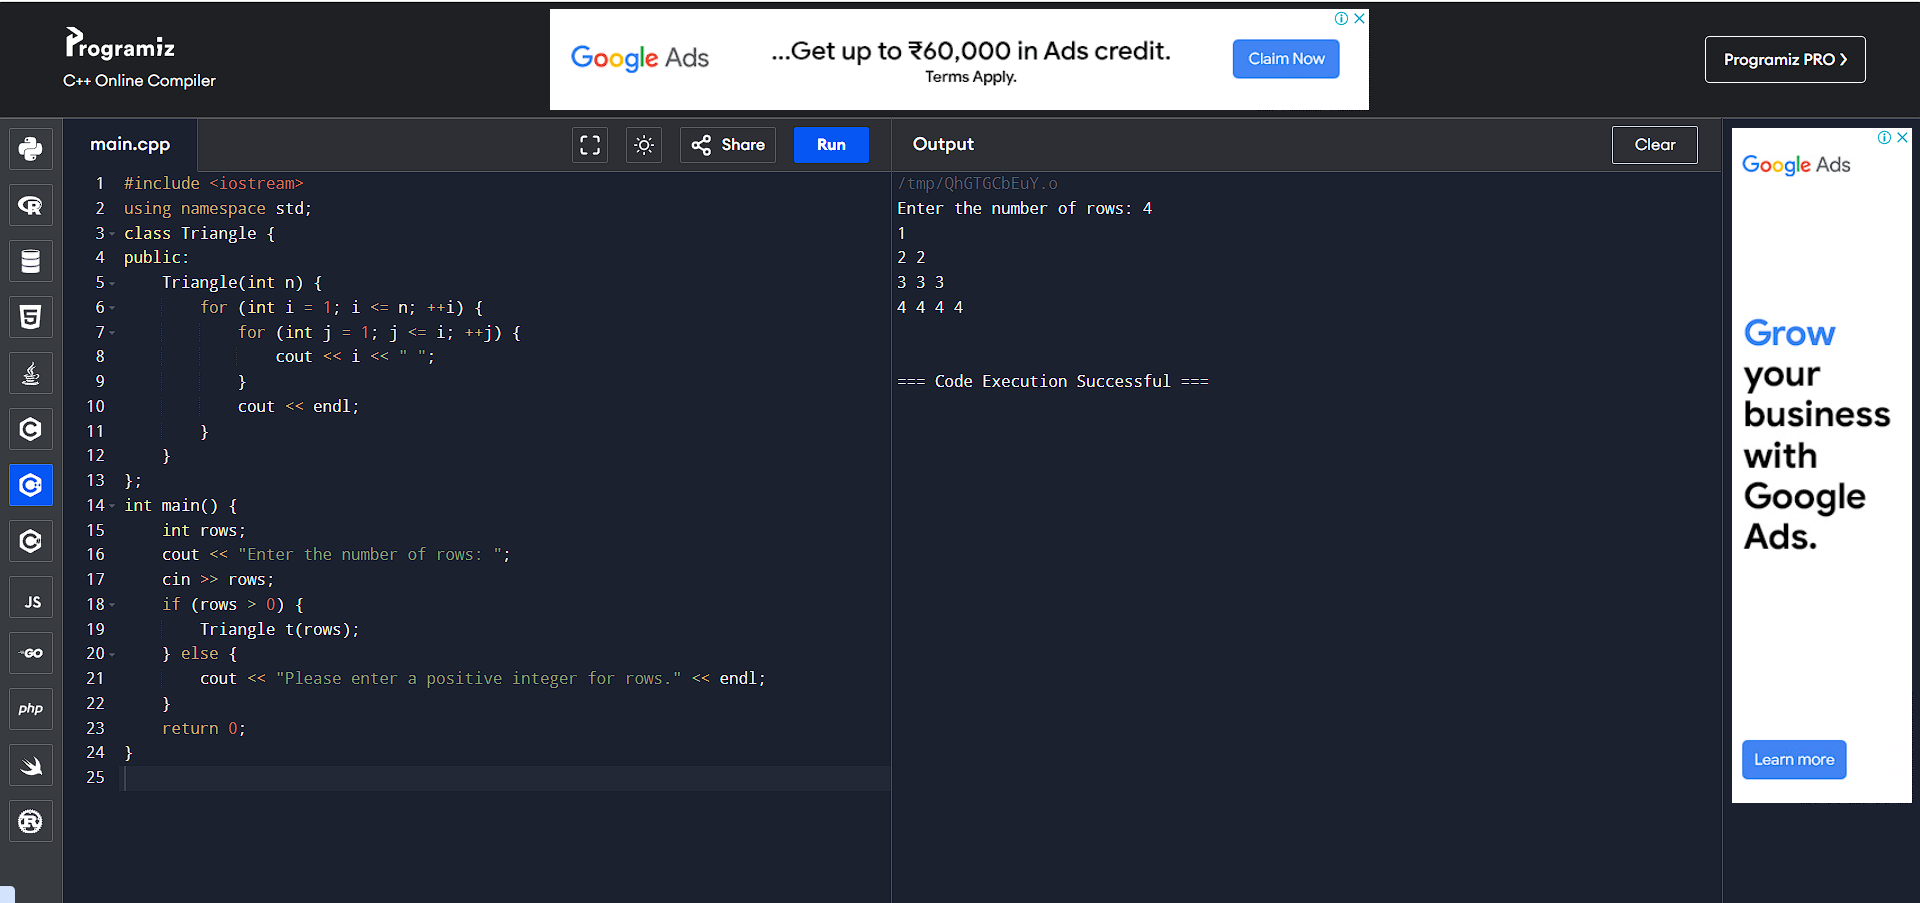 Programiz
C++ Online Compiler
Google Ads
...Get up to ₹60,000 in Ads credit.
Terms Apply.
Claim Now
Programiz PRO ❯
main.cpp
Share
Run
Output
Clear
1 #include <iostream>
2 using namespace std;
3 class Triangle {
4 public:
5     Triangle(int n) {
6         for (int i = 1; i <= n; ++i) {
7             for (int j = 1; j <= i; ++j) {
8                 cout << i << " ";
9             }
10             cout << endl;
11         }
12     }
13 };
14 int main() {
15     int rows;
16     cout << "Enter the number of rows: ";
17     cin >> rows;
18     if (rows > 0) {
19         Triangle t(rows);
20     } else {
21         cout << "Please enter a positive integer for rows." << endl;
22     }
23     return 0;
24 }
25
/tmp/QhGTGCbEuY.o
Enter the number of rows: 4
1
2 2
3 3 3
4 4 4 4
=== Code Execution Successful ===
Google Ads
Grow
your
business
with
Google
Ads.
Learn more
R
5
C
C
C
JS
GO
php
R